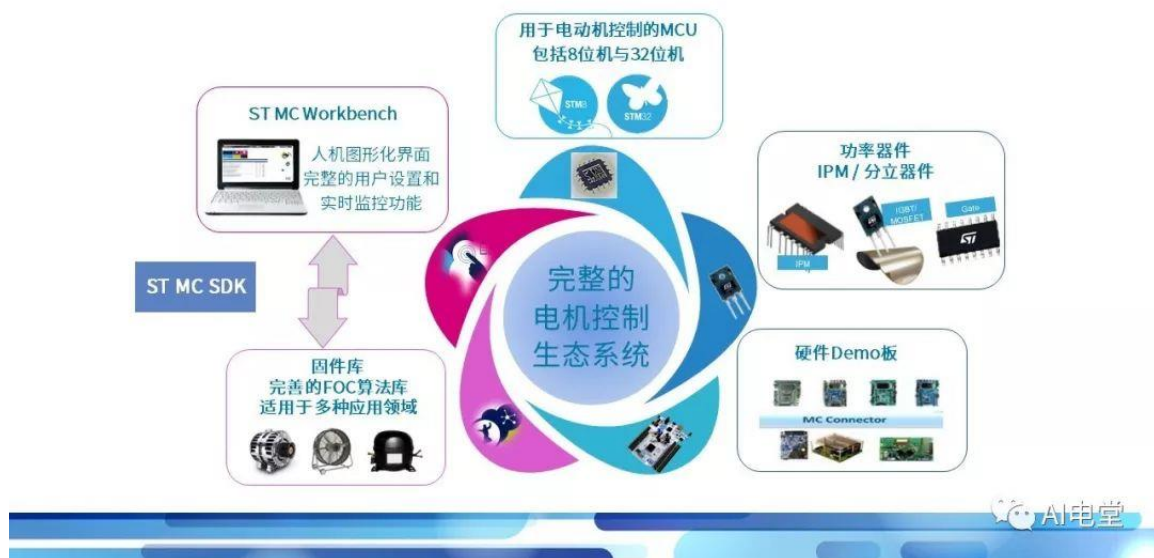 用于电动机控制的MCU
包括8位机与32位机
STM8
STM32
ST MC Workbench
人机图形化界面
完整的用户设置和
实时监控功能
功率器件
IPM / 分立器件
IGBT/
MOSFET
Gate
IPM
ST MC SDK
完整的
电机控制
生态系统
固件库
完善的FOC算法库
适用于多种应用领域
硬件Demo板
MC Connector
AI电堂